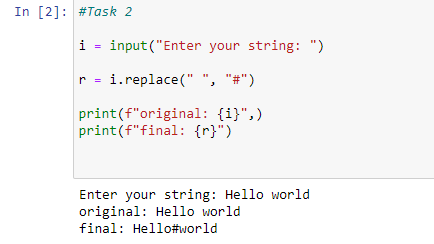 In [2]: #Task 2
i = input("Enter your string: ")
r = i.replace(" ", "#")
print(f"original: {i}",)
print(f"final: {r}")
Enter your string: Hello world
original: Hello world
final: Hello#world